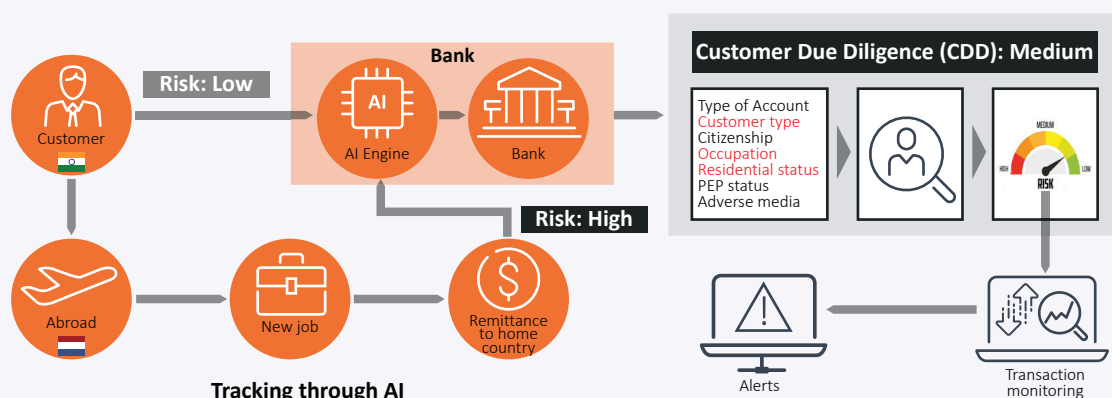 Bank
Customer Due Diligence (CDD): Medium
Risk: Low
Customer
AI
AI Engine
Bank
Type of Account
Customer type
Citizenship
Occupation
Residential status
PEP status
Adverse media
MEDIUM
HIGH
LOW
RISK
Risk: High
Abroad
New job
Remittance
to home
country
Alerts
Transaction
monitoring
Tracking through AI